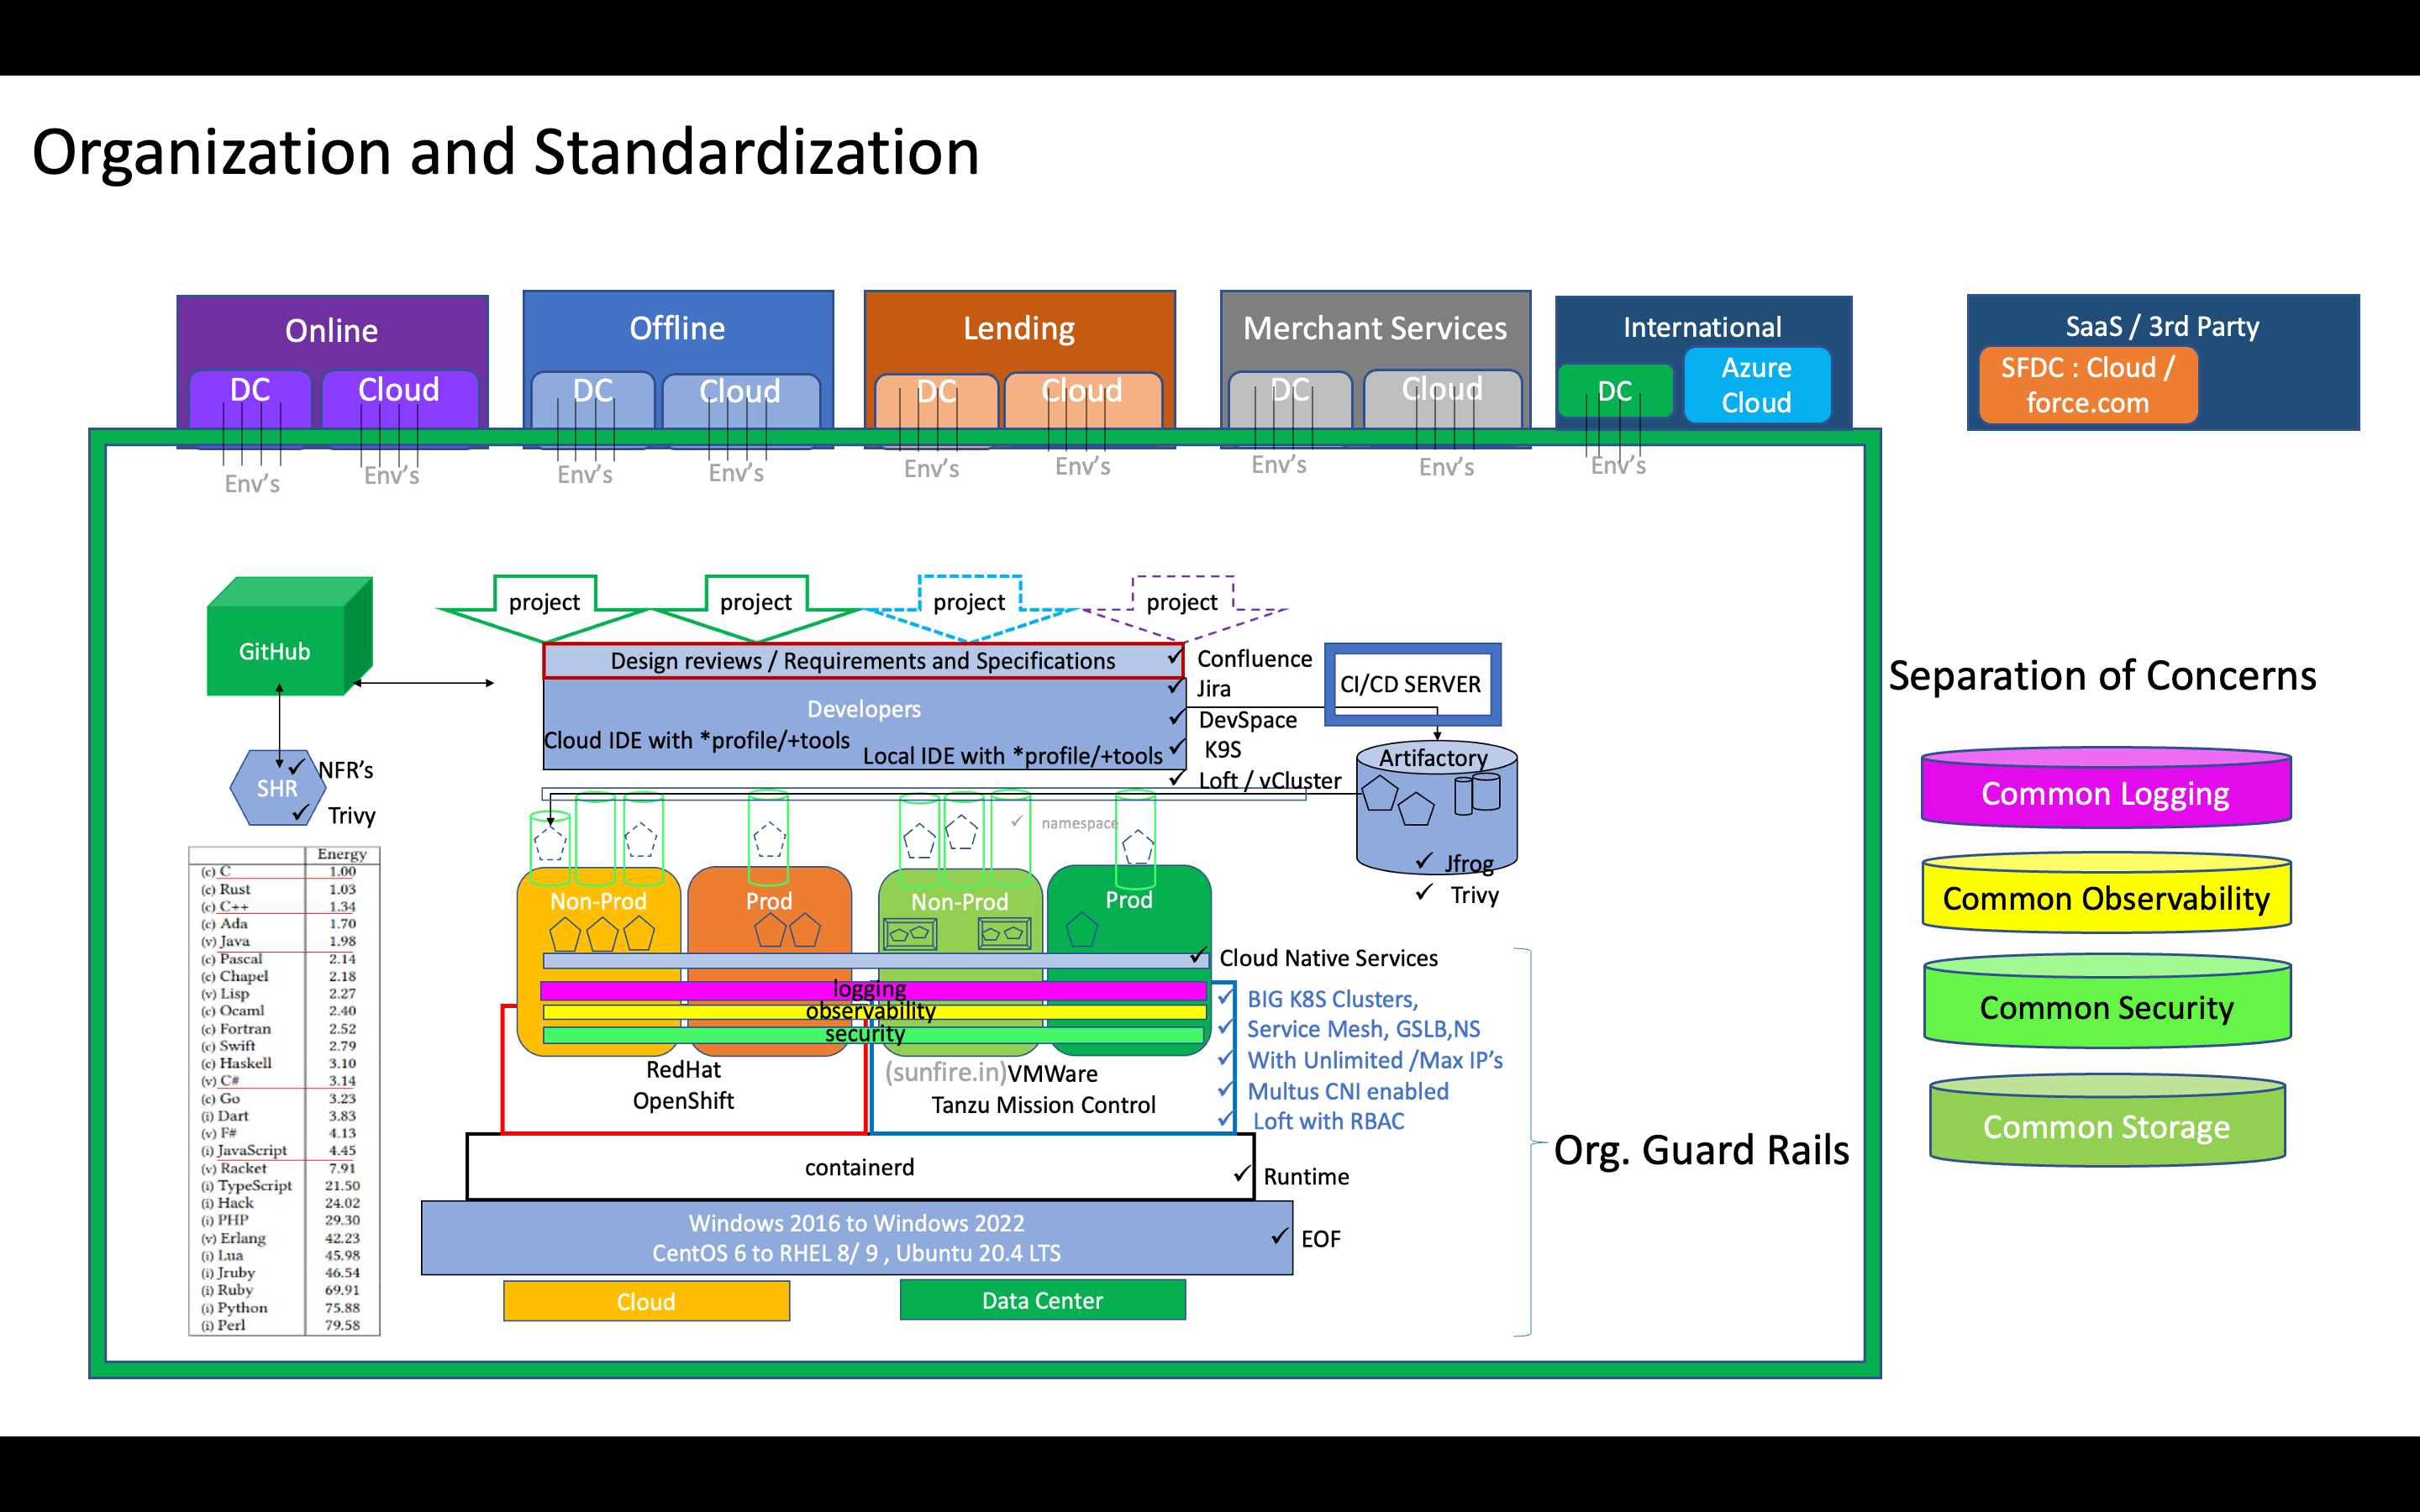 Organization and Standardization
Online
DC
Cloud
Env’s
Env’s
Offline
DC
Cloud
Env’s
Env’s
Lending
DC
Cloud
Env’s
Env’s
Merchant Services
DC
Cloud
Env’s
Env’s
International
DC
Azure
Cloud
Env’s
SaaS / 3rd Party
SFDC : Cloud /
force.com
GitHub
SHR
NFR’s
Trivy
project
project
project
project
Design reviews / Requirements and Specifications
Developers
Cloud IDE with *profile/+tools
Local IDE with *profile/+tools
Confluence
Jira
DevSpace
K9S
Loft / vCluster
CI/CD SERVER
Artifactory
Jfrog
Trivy
namespace
Non-Prod
Prod
Non-Prod
Prod
Cloud Native Services
logging
observability
security
RedHat
OpenShift
(sunfire.in)VMWare
Tanzu Mission Control
BIG K8S Clusters,
Service Mesh, GSLB,NS
With Unlimited /Max IP’s
Multus CNI enabled
Loft with RBAC
containerd
Runtime
Windows 2016 to Windows 2022
CentOS 6 to RHEL 8/ 9 , Ubuntu 20.4 LTS
EOF
Cloud
Data Center
Org. Guard Rails
Energy
(c) C 1.00
(c) Rust 1.03
(c) C++ 1.34
(c) Ada 1.70
(v) Java 1.98
(c) Pascal 2.14
(c) Chapel 2.18
(v) Lisp 2.27
(c) Ocaml 2.40
(c) Fortran 2.52
(c) Swift 2.79
(c) Haskell 3.10
(v) C# 3.14
(c) Go 3.23
(i) Dart 3.83
(v) F# 4.13
(i) JavaScript 4.45
(v) Racket 7.91
(i) TypeScript 21.50
(i) Hack 24.02
(i) PHP 29.30
(v) Erlang 42.23
(i) Lua 45.98
(i) Jruby 46.54
(i) Ruby 69.91
(i) Python 75.88
(i) Perl 79.58
Separation of Concerns
Common Logging
Common Observability
Common Security
Common Storage